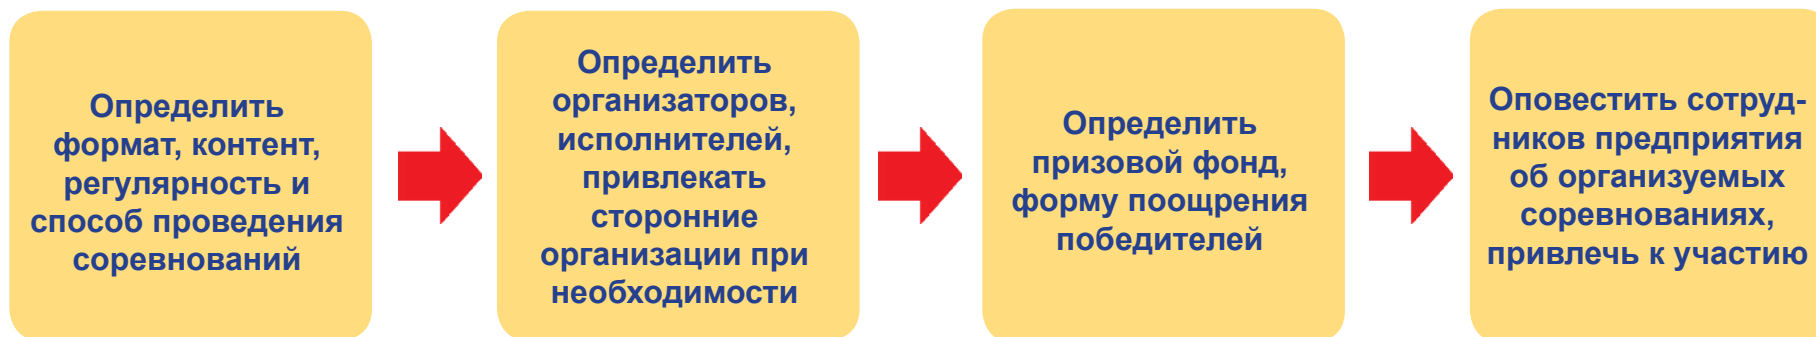 Определить
формат, контент,
регулярность и
способ проведения
соревнований
Определить
организаторов,
исполнителей,
привлекать
сторонние
организации при
необходимости
Определить
призовой фонд,
форму поощрения
победителей
Оповестить сотруд-
ников предприятия
об организуемых
соревнованиях,
привлечь к участию